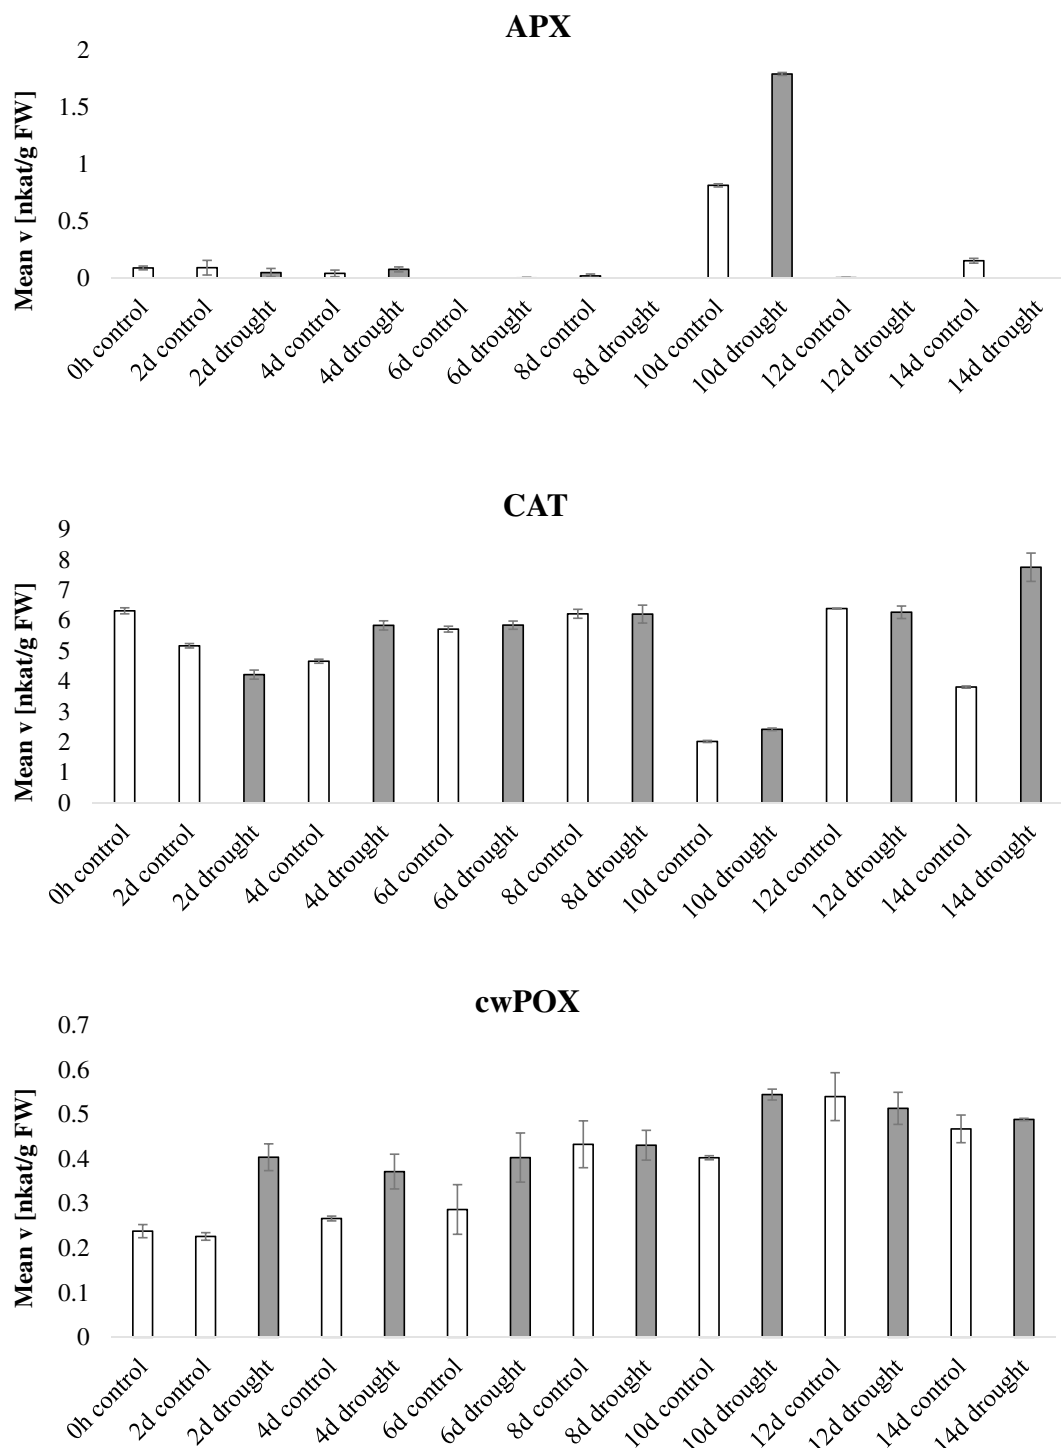 APX
Mean v [nkat/g FW]
2
1.5
1
0.5
0
0h control
2d control
2d drought
4d control
4d drought
6d control
6d drought
8d control
8d drought
10d control
10d drought
12d control
12d drought
14d control
14d drought
CAT
Mean v [nkat/g FW]
9
8
7
6
5
4
3
2
1
0
0h control
2d control
2d drought
4d control
4d drought
6d control
6d drought
8d control
8d drought
10d control
10d drought
12d control
12d drought
14d control
14d drought
cwPOX
Mean v [nkat/g FW]
0.7
0.6
0.5
0.4
0.3
0.2
0.1
0
0h control
2d control
2d drought
4d control
4d drought
6d control
6d drought
8d control
8d drought
10d control
10d drought
12d control
12d drought
14d control
14d drought